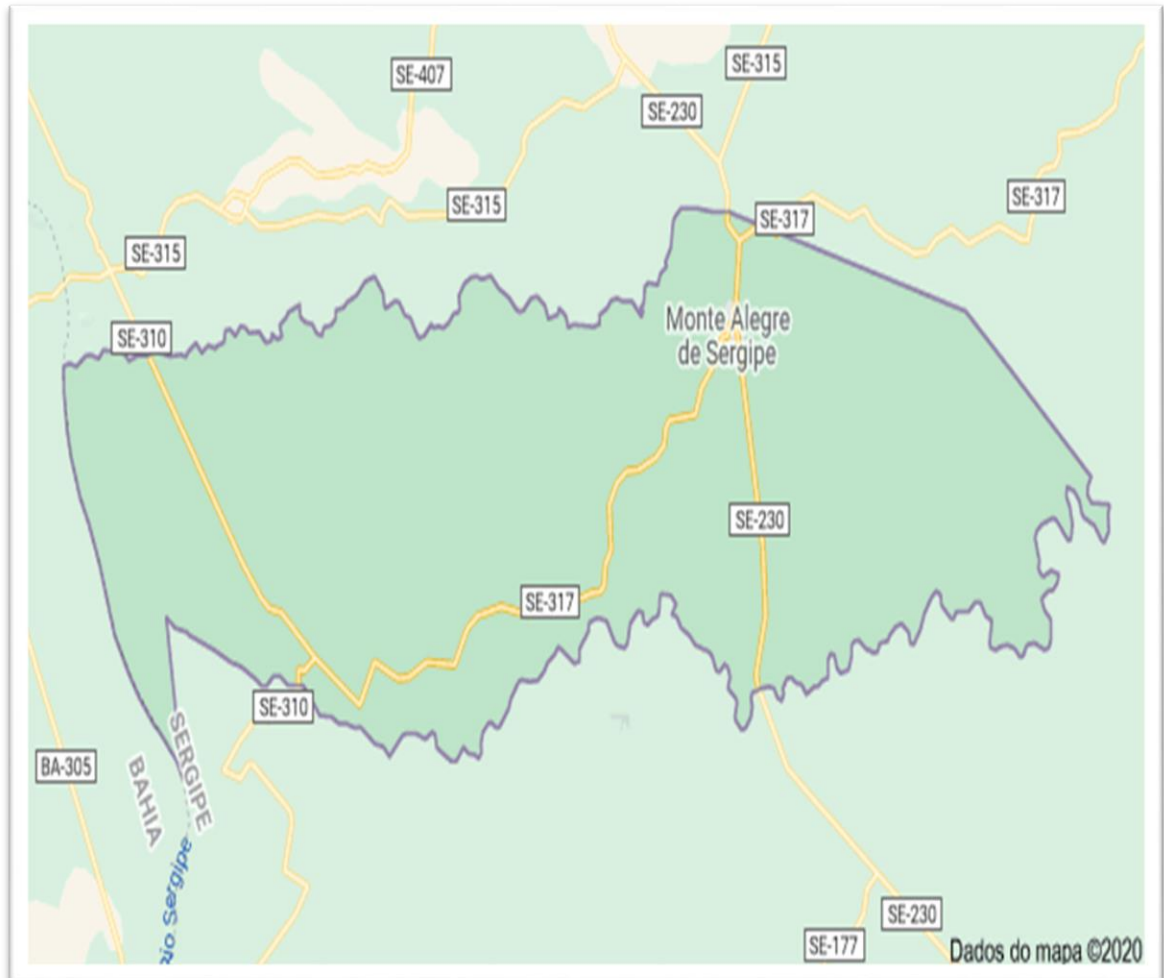 SE-407
SE-315
SE-230
SE-317
SE-315
SE-317
SE-315
Monte Alegre
de Sergipe
SE-310
SE-230
SE-317
SE-310
SERGIPE
BAHIA
BA-305
Rio Sergipe
SE-230
SE-177
Dados do mapa ©2020